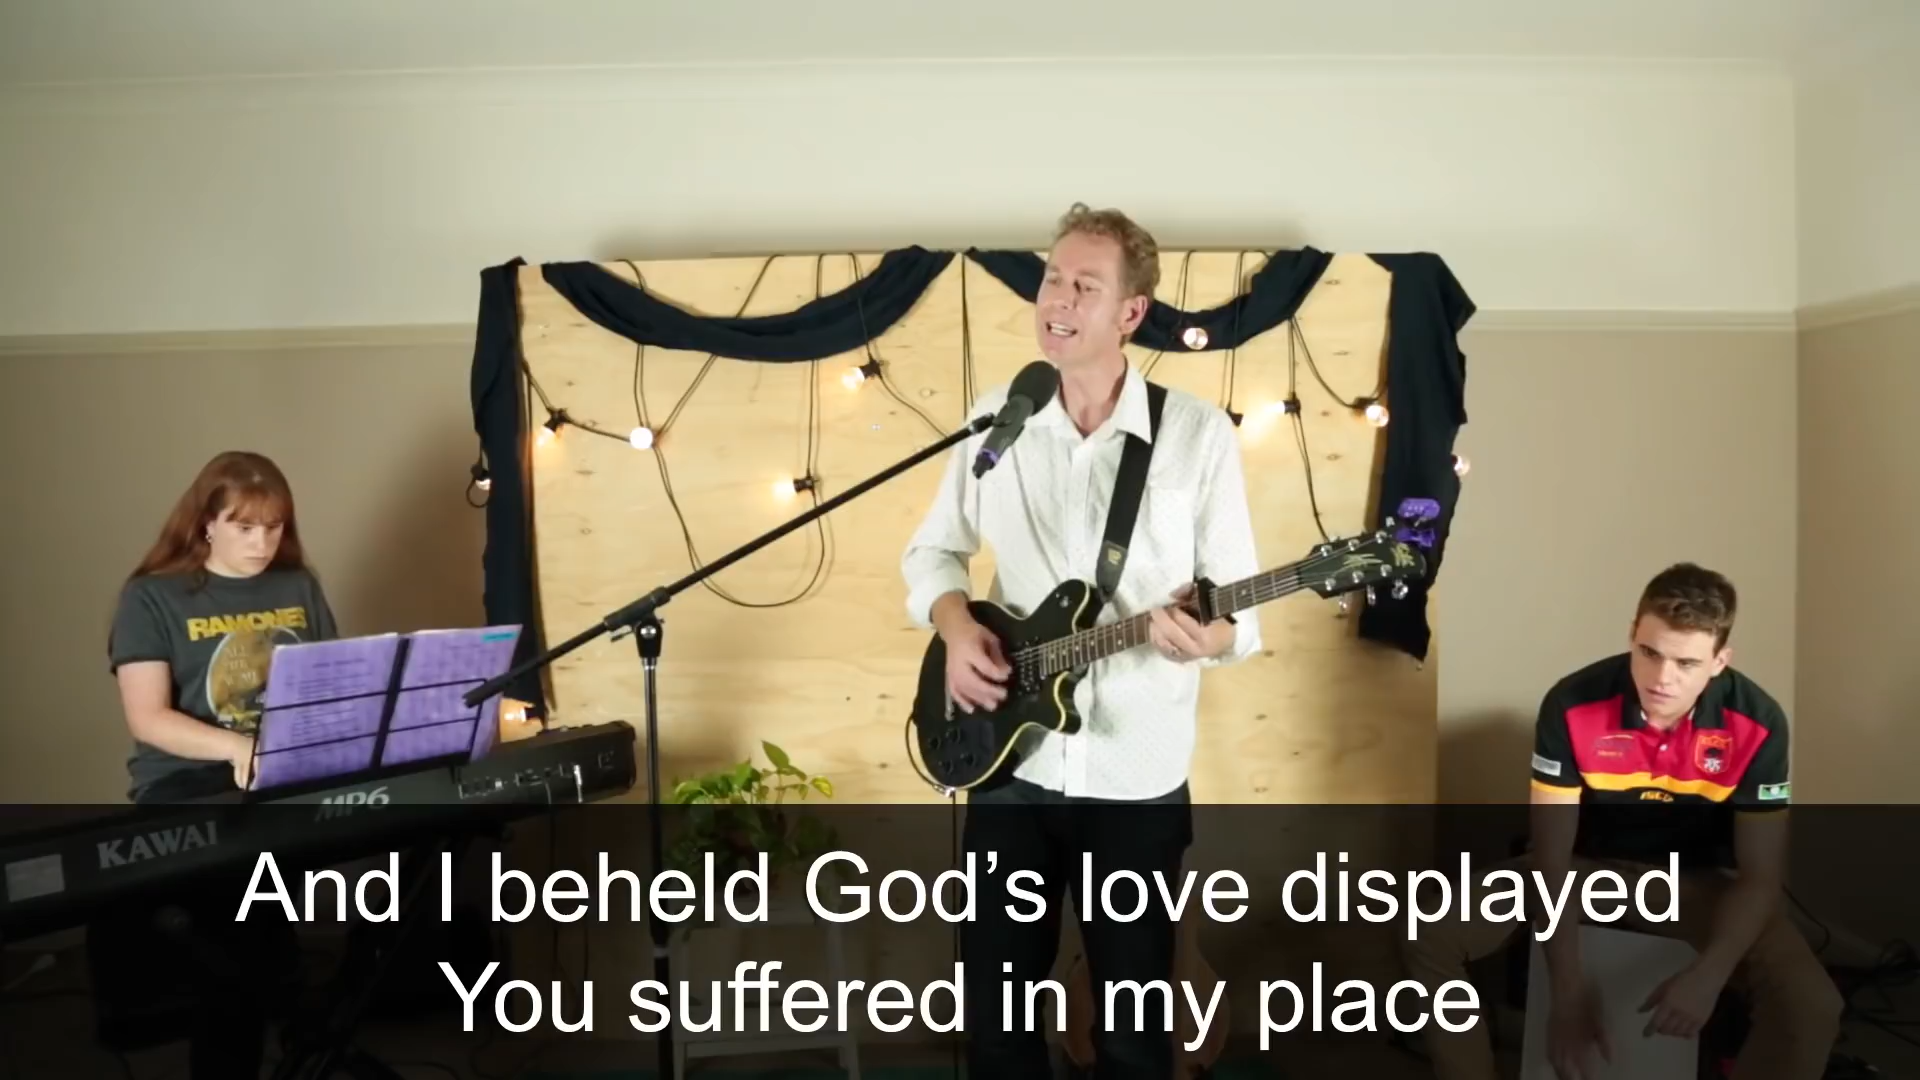 RAMONES
KAWAI
MP6
And I beheld God’s love displayed
You suffered in my place